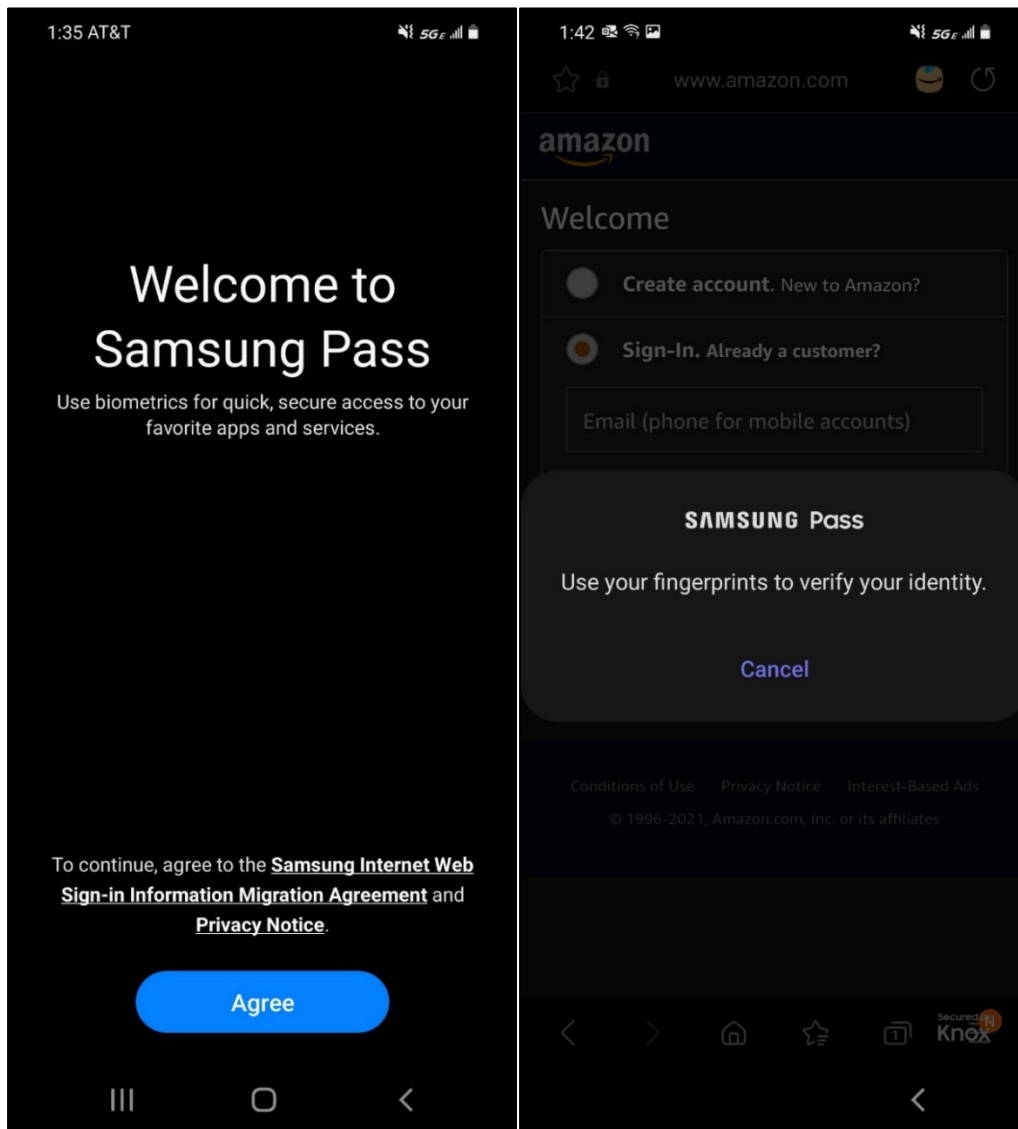 1:35 AT&T
5G E
Welcome to
Samsung Pass
Use biometrics for quick, secure access to your
favorite apps and services.
To continue, agree to the Samsung Internet Web
Sign-in Information Migration Agreement and
Privacy Notice.
Agree
1:42
5G E
www.amazon.com
amazon
Welcome
Create account. New to Amazon?
Sign-In. Already a customer?
Email (phone for mobile accounts)
SAMSUNG Pass
Use your fingerprints to verify your identity.
Cancel
Conditions of Use Privacy Notice Interest-Based Ads
© 1996-2021, Amazon.com, Inc. or its affiliates
1
Secured by
Knox
N